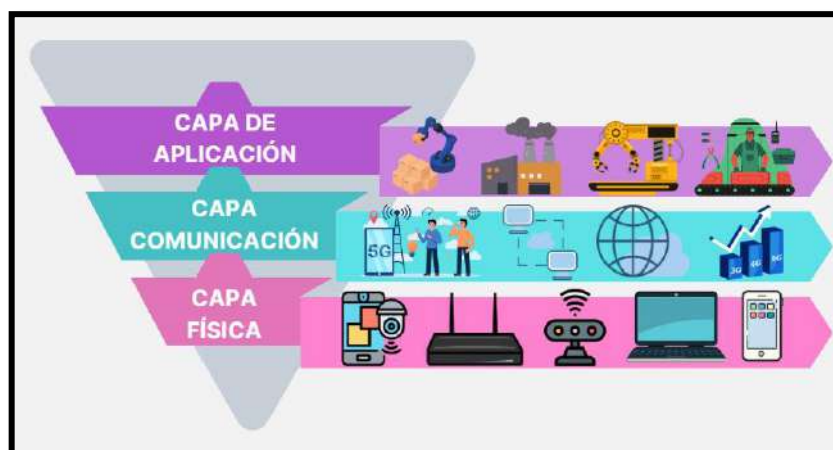 CAPA DE
APLICACIÓN
CAPA
COMUNICACIÓN
5G
3G
4G
5G
CAPA
FÍSICA